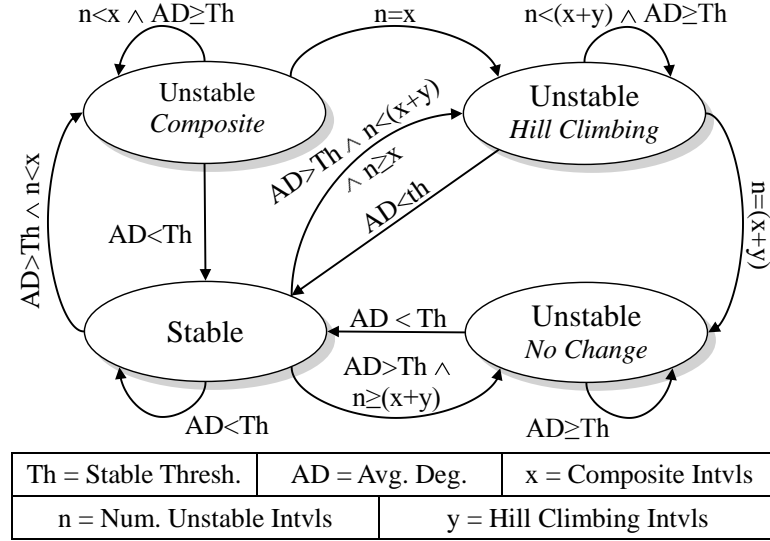 n<x ∧ AD≥Th
n=x
n<(x+y) ∧ AD≥Th
Unstable
Composite
Unstable
Hill Climbing
AD>Th ∧ n<x
AD>Th ∧ n<(x+y)
∧ n≥x
AD<th
n=(x+y)
AD<Th
Stable
AD < Th
Unstable
No Change
AD>Th ∧
n≥(x+y)
AD<Th
AD≥Th
Th = Stable Thresh.
AD = Avg. Deg.
x = Composite Intvls
n = Num. Unstable Intvls
y = Hill Climbing Intvls